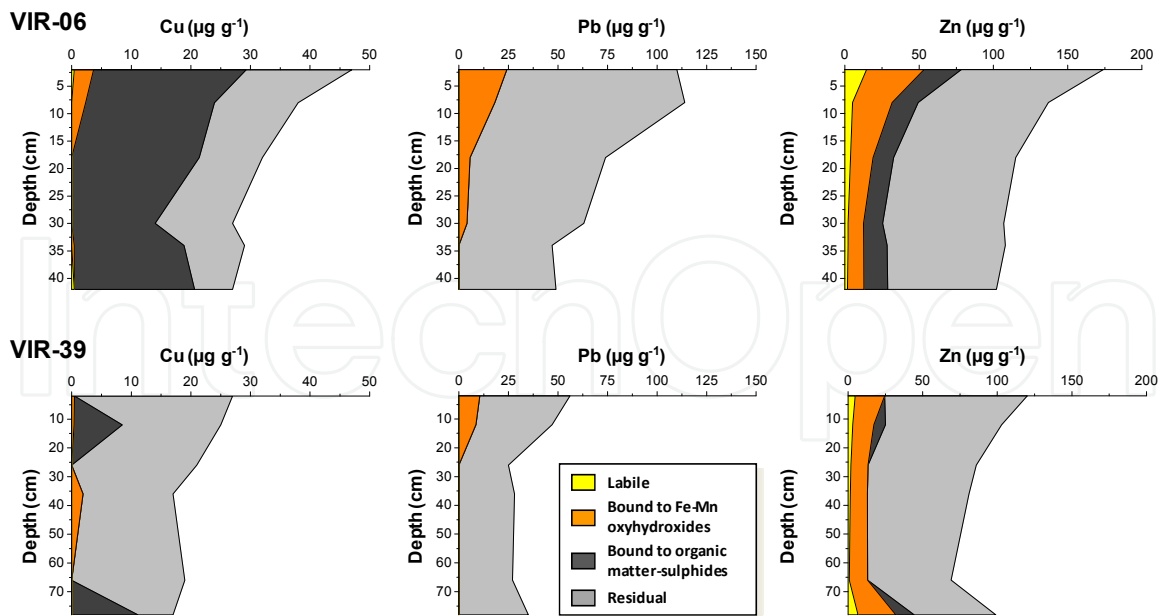 VIR-06
Cu (µg g⁻¹)
Pb (µg g⁻¹)
Zn (µg g⁻¹)
0 10 20 30 40 50
0 25 50 75 100 125 150
0 50 100 150 200
Depth (cm)
5
10
15
20
25
30
35
40
Depth (cm)
5
10
15
20
25
30
35
40
Depth (cm)
5
10
15
20
25
30
35
40
IntechOpen
VIR-39
Cu (µg g⁻¹)
Pb (µg g⁻¹)
Zn (µg g⁻¹)
0 10 20 30 40 50
0 25 50 75 100 125 150
0 50 100 150 200
Depth (cm)
10
20
30
40
50
60
70
Depth (cm)
10
20
30
40
50
60
70
Depth (cm)
10
20
30
40
50
60
70
Labile
Bound to Fe-Mn
oxyhydroxides
Bound to organic
matter-sulphides
Residual